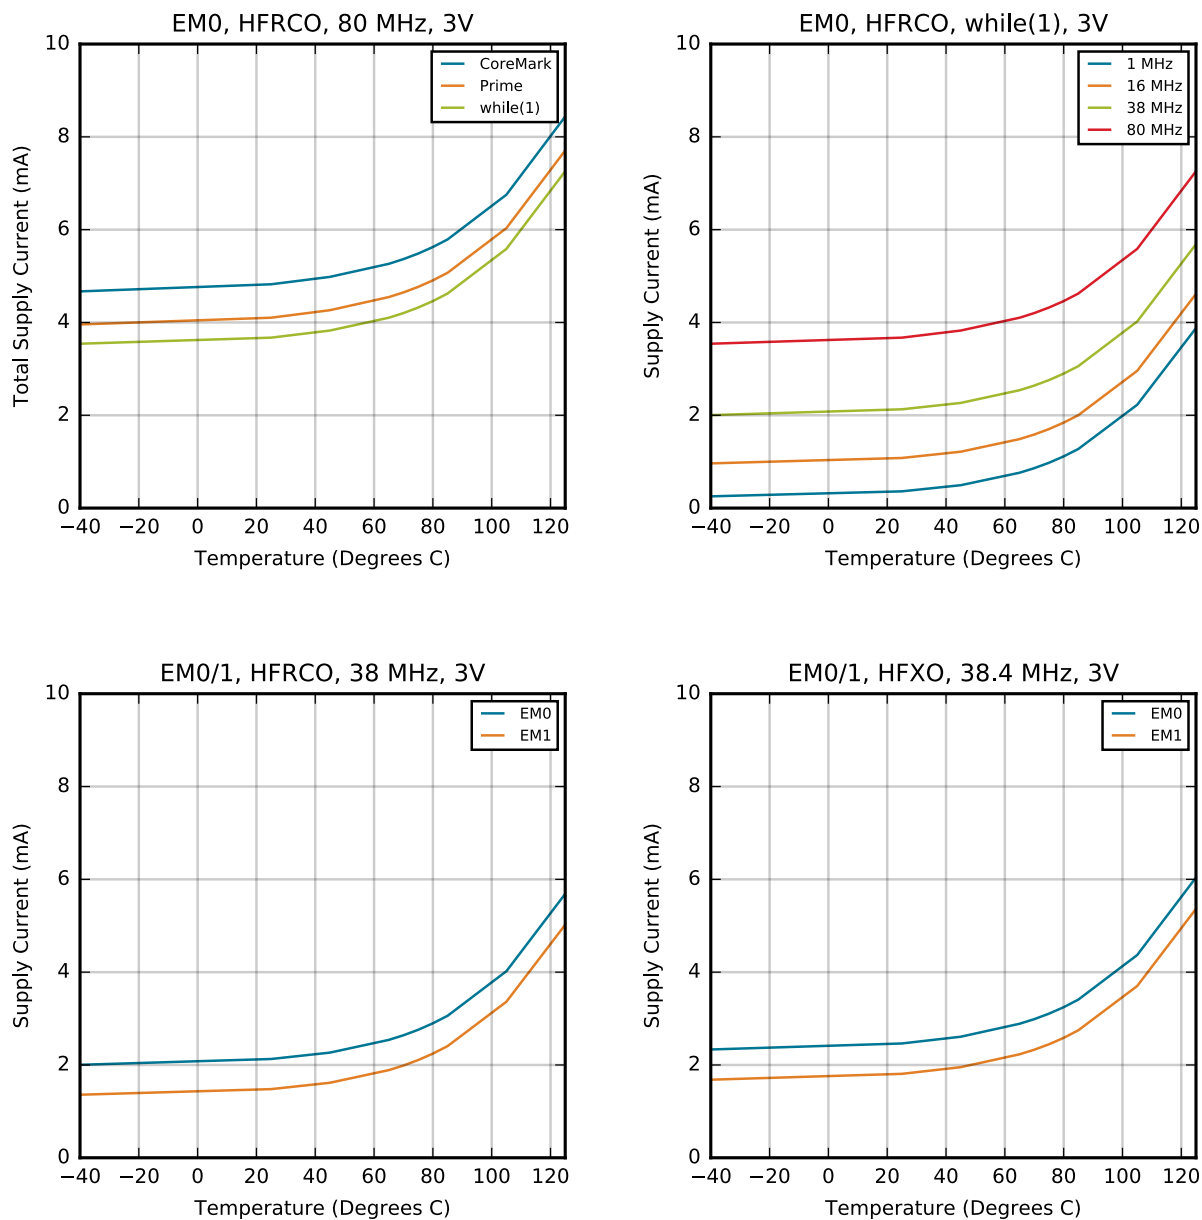 EM0, HFRCO, 80 MHz, 3V
10
8
6
4
2
0
Total Supply Current (mA)
CoreMark
Prime
while(1)
−40 −20 0 20 40 60 80 100 120
Temperature (Degrees C)
EM0, HFRCO, while(1), 3V
10
8
6
4
2
0
Supply Current (mA)
1 MHz
16 MHz
38 MHz
80 MHz
−40 −20 0 20 40 60 80 100 120
Temperature (Degrees C)
EM0/1, HFRCO, 38 MHz, 3V
10
8
6
4
2
0
Supply Current (mA)
EM0
EM1
−40 −20 0 20 40 60 80 100 120
Temperature (Degrees C)
EM0/1, HFXO, 38.4 MHz, 3V
10
8
6
4
2
0
Supply Current (mA)
EM0
EM1
−40 −20 0 20 40 60 80 100 120
Temperature (Degrees C)